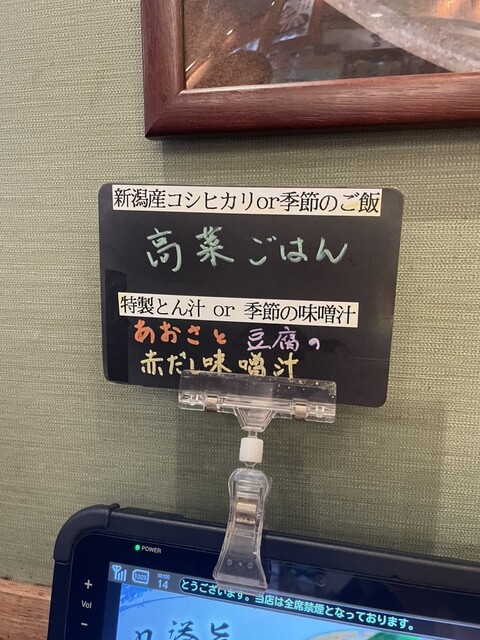 新潟産コシヒカリor季節のご飯
高菜ごはん
特製とん汁 or 季節の味噌汁
あおさと豆腐の
赤だし味噌汁
POWER
100%
14
とうございます。当店は全席禁煙となっております。
+
Vol
-